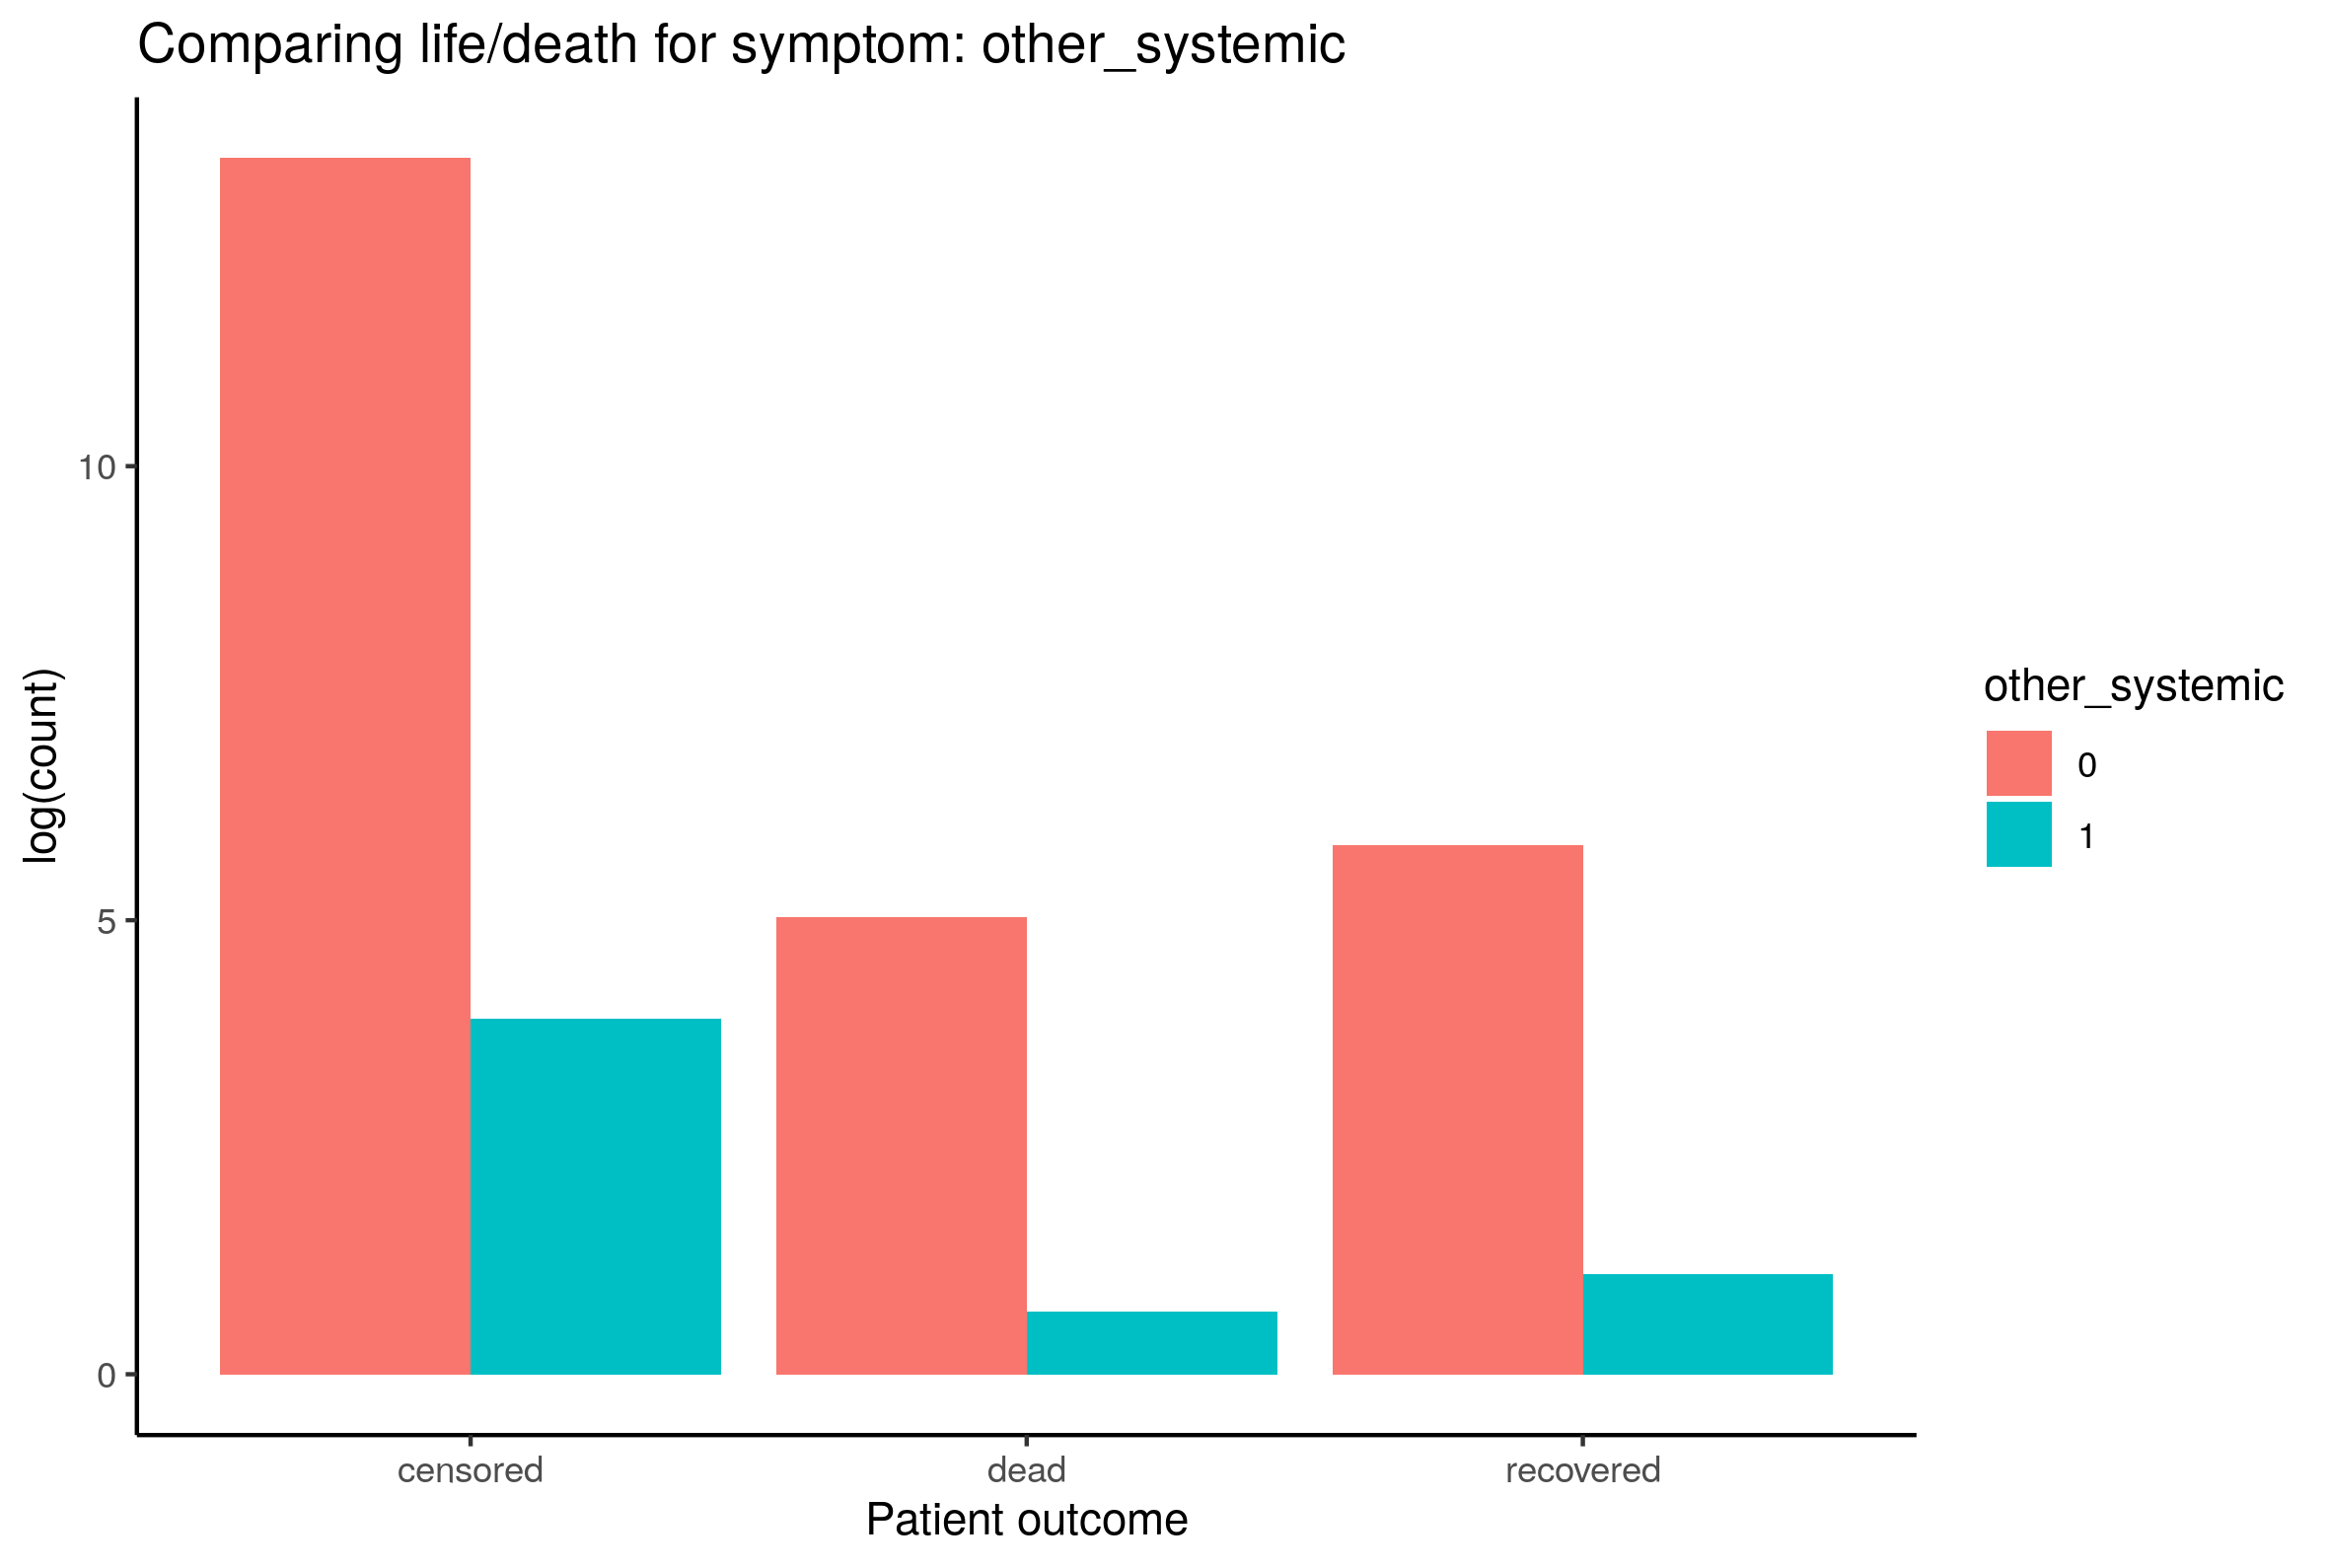 Comparing life/death for symptom: other_systemic
log(count)
10
5
0
censored
dead
recovered
Patient outcome
other_systemic
0
1